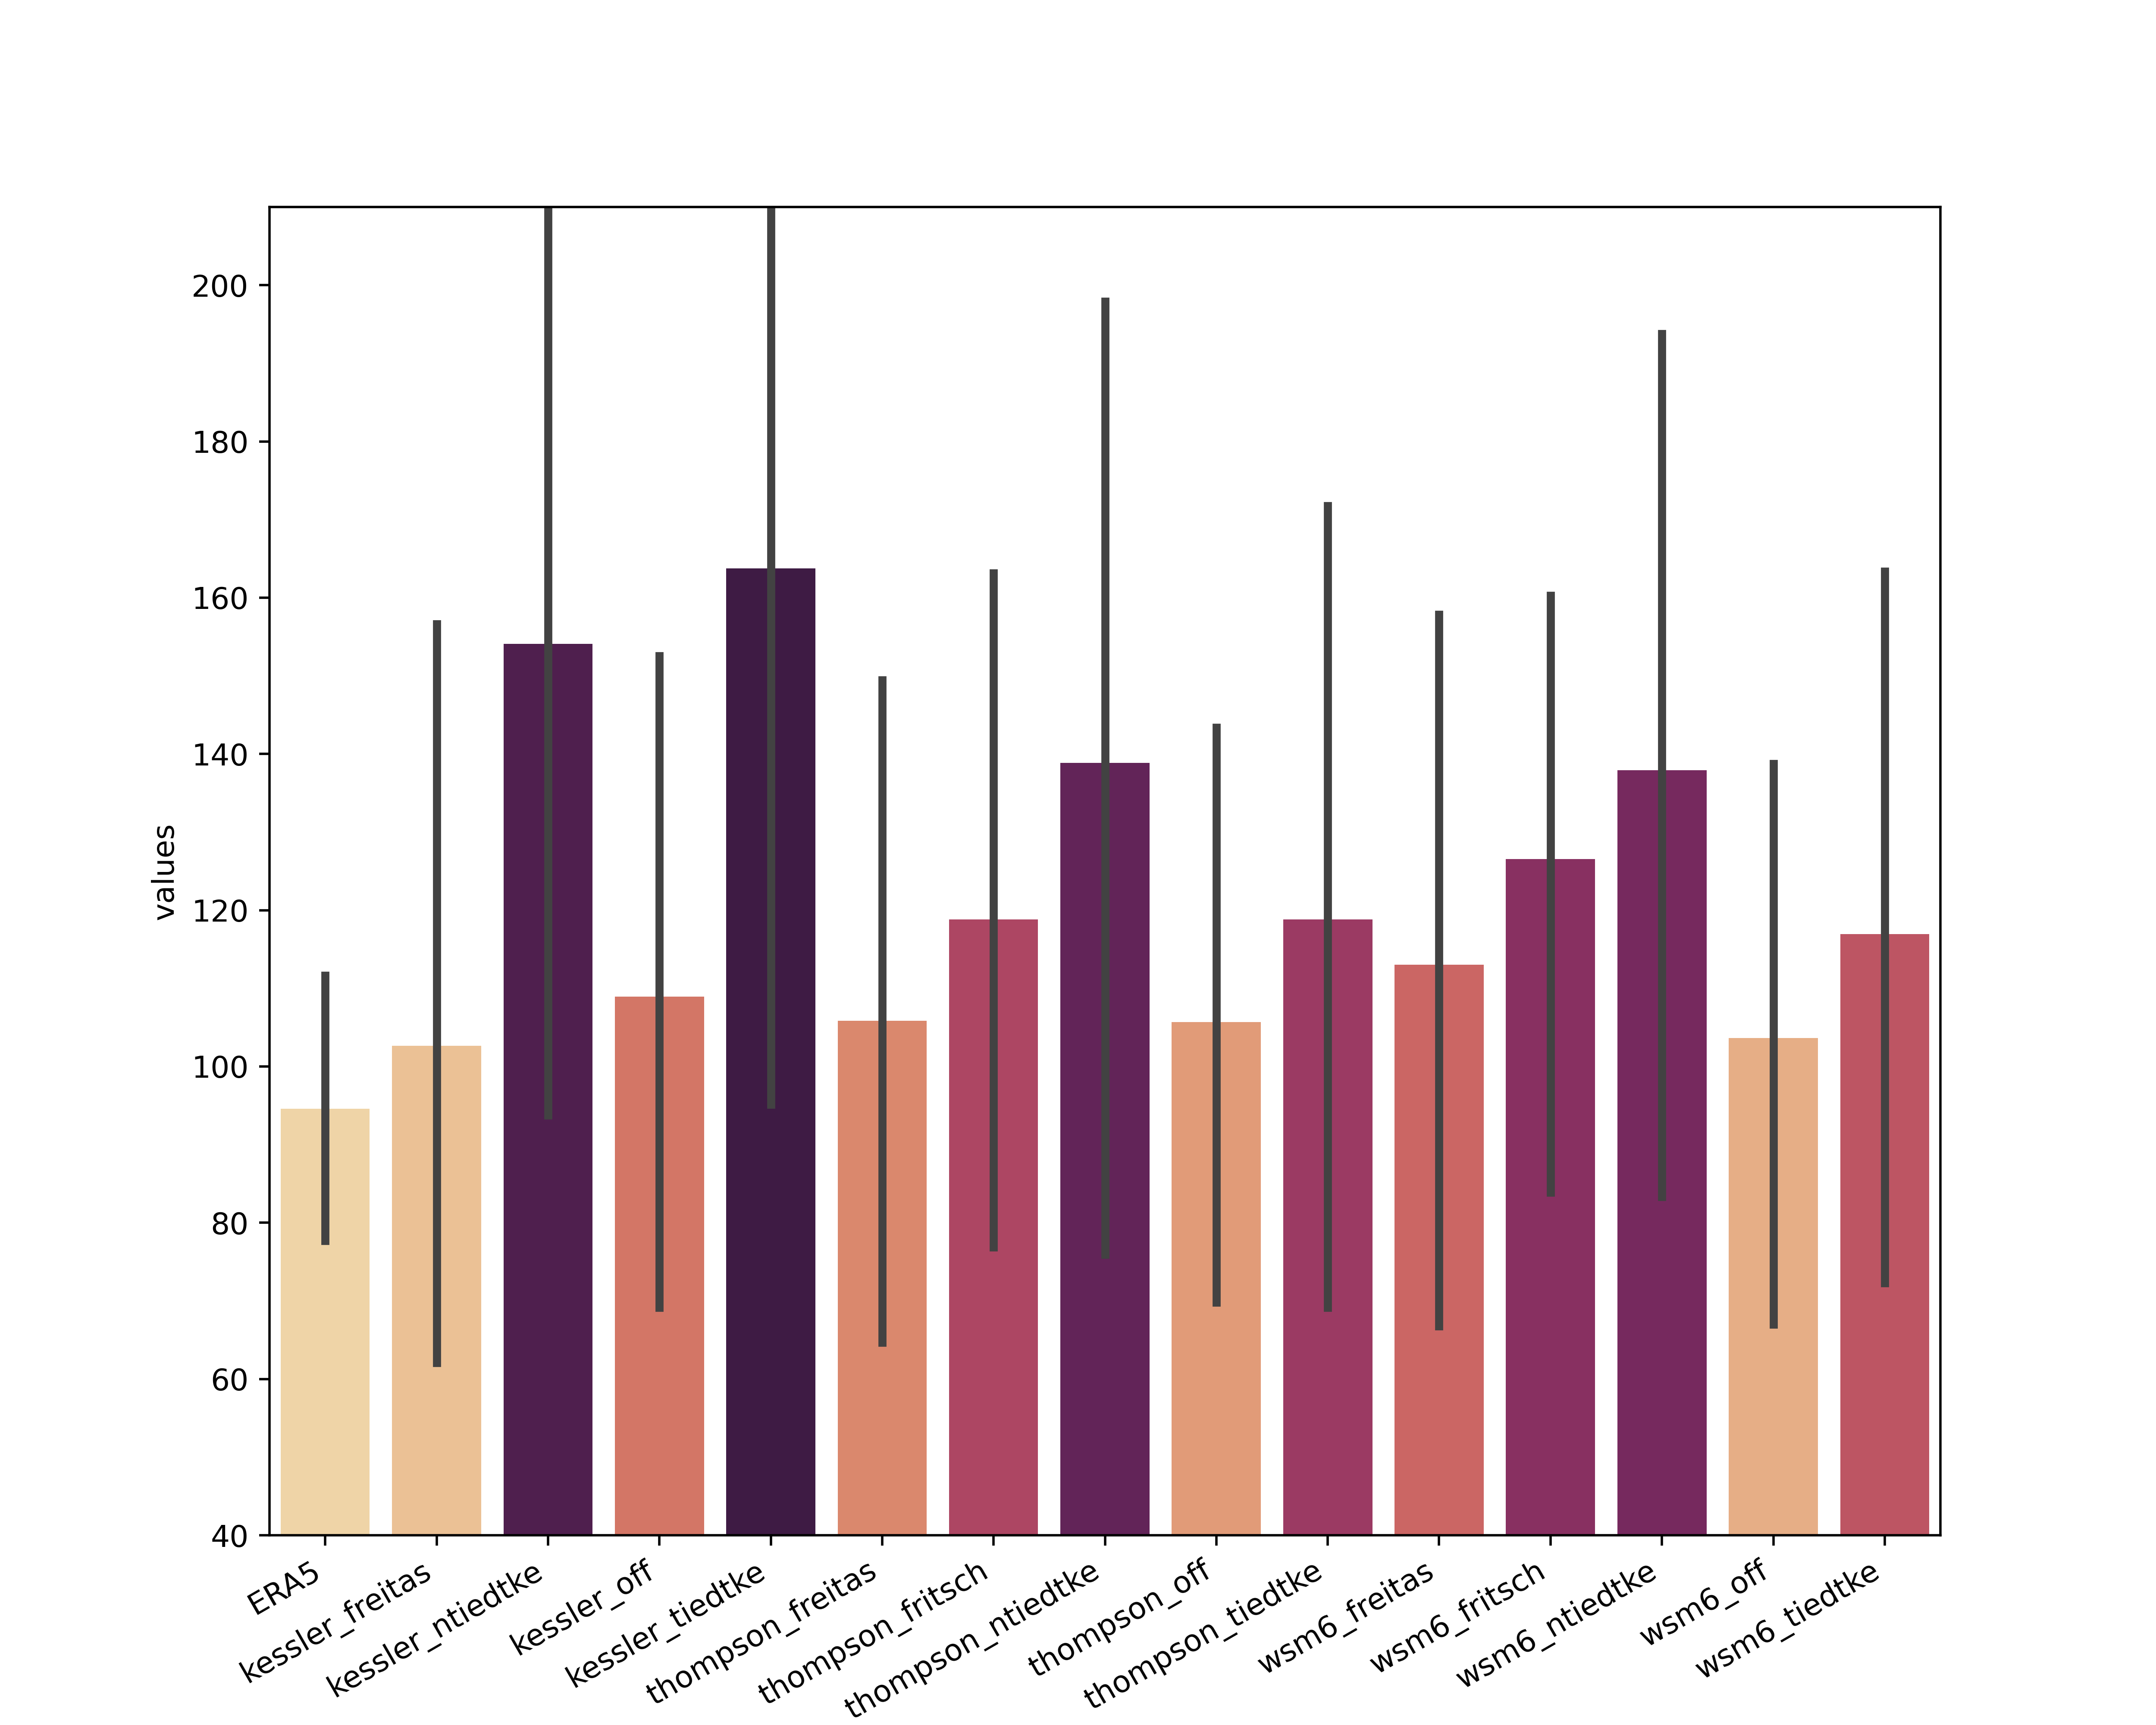 200
180
160
140
120
100
80
60
40
values
ERA5
kessler_freitas
kessler_ntiedtke
kessler_off
kessler_tiedtke
thompson_freitas
thompson_fritsch
thompson_ntiedtke
thompson_off
thompson_tiedtke
wsm6_freitas
wsm6_fritsch
wsm6_ntiedtke
wsm6_off
wsm6_tiedtke